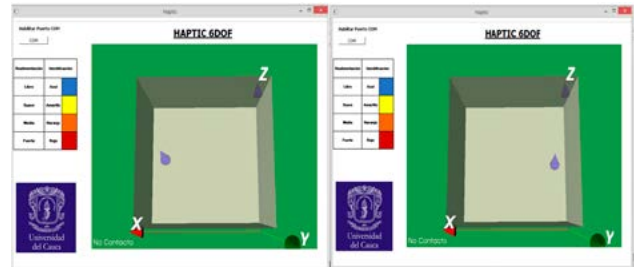 Haptic
Habilitar Puerto COM
COM
HAPTIC 6DOF
Realimentación Identificación
Libre Azul
Suave Amarillo
Media Naranja
Fuerte Rojo
Z
X
Y
No Contacto
Universidad
del Cauca
Haptic
Habilitar Puerto COM
COM
HAPTIC 6DOF
Realimentación Identificación
Libre Azul
Suave Amarillo
Media Naranja
Fuerte Rojo
Z
X
Y
No Contacto
Universidad
del Cauca